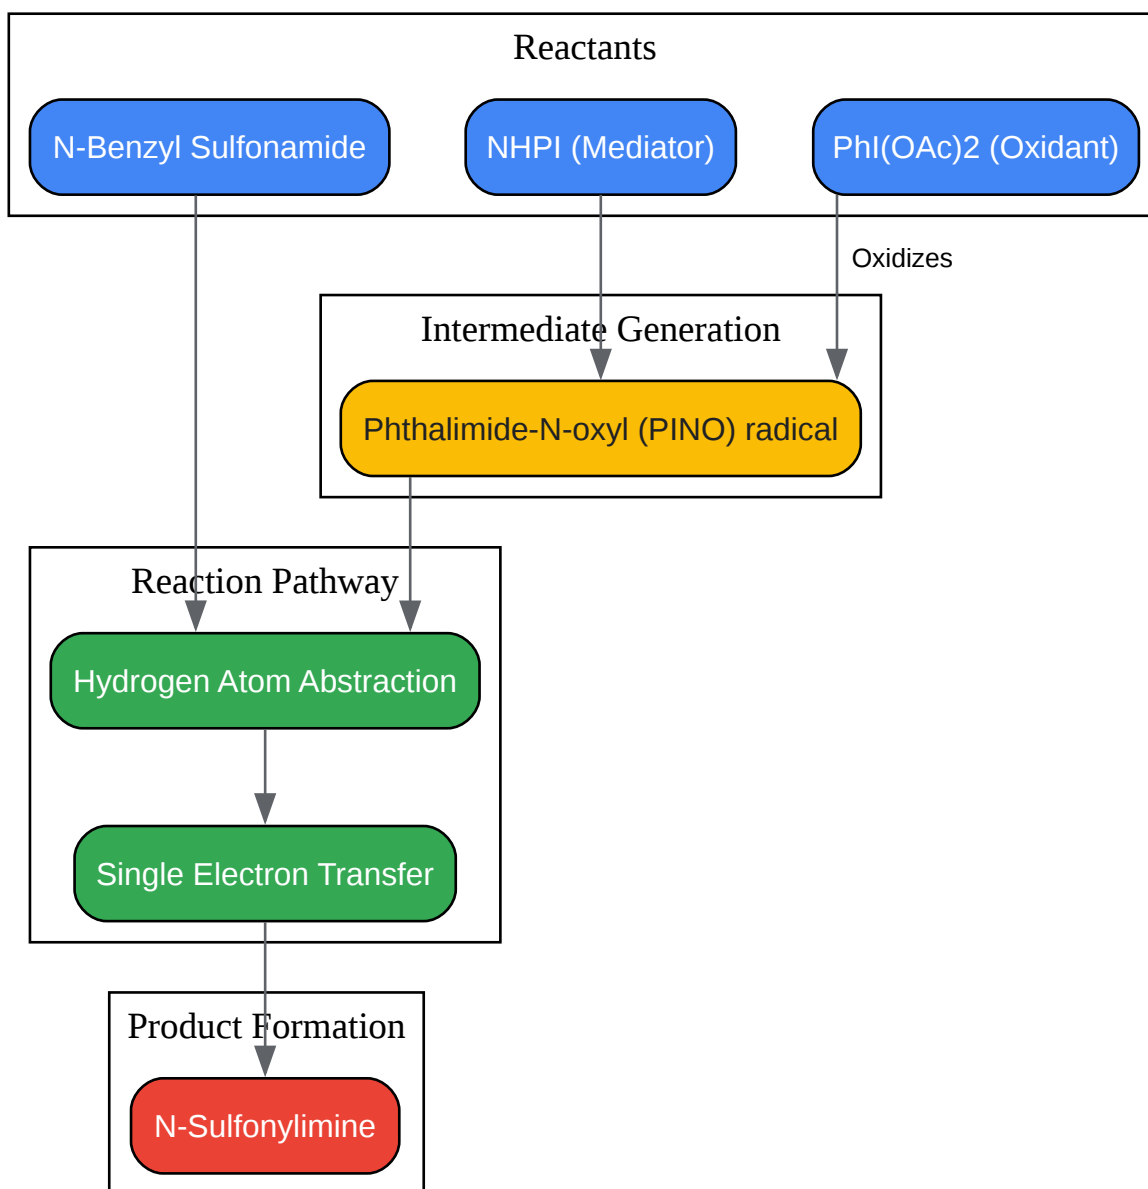 Reactants
N-Benzyl Sulfonamide
NHPI (Mediator)
PhI(OAc)2 (Oxidant)
Oxidizes
Intermediate Generation
Phthalimide-N-oxyl (PINO) radical
Reaction Pathway
Hydrogen Atom Abstraction
Single Electron Transfer
Product Formation
N-Sulfonylimine